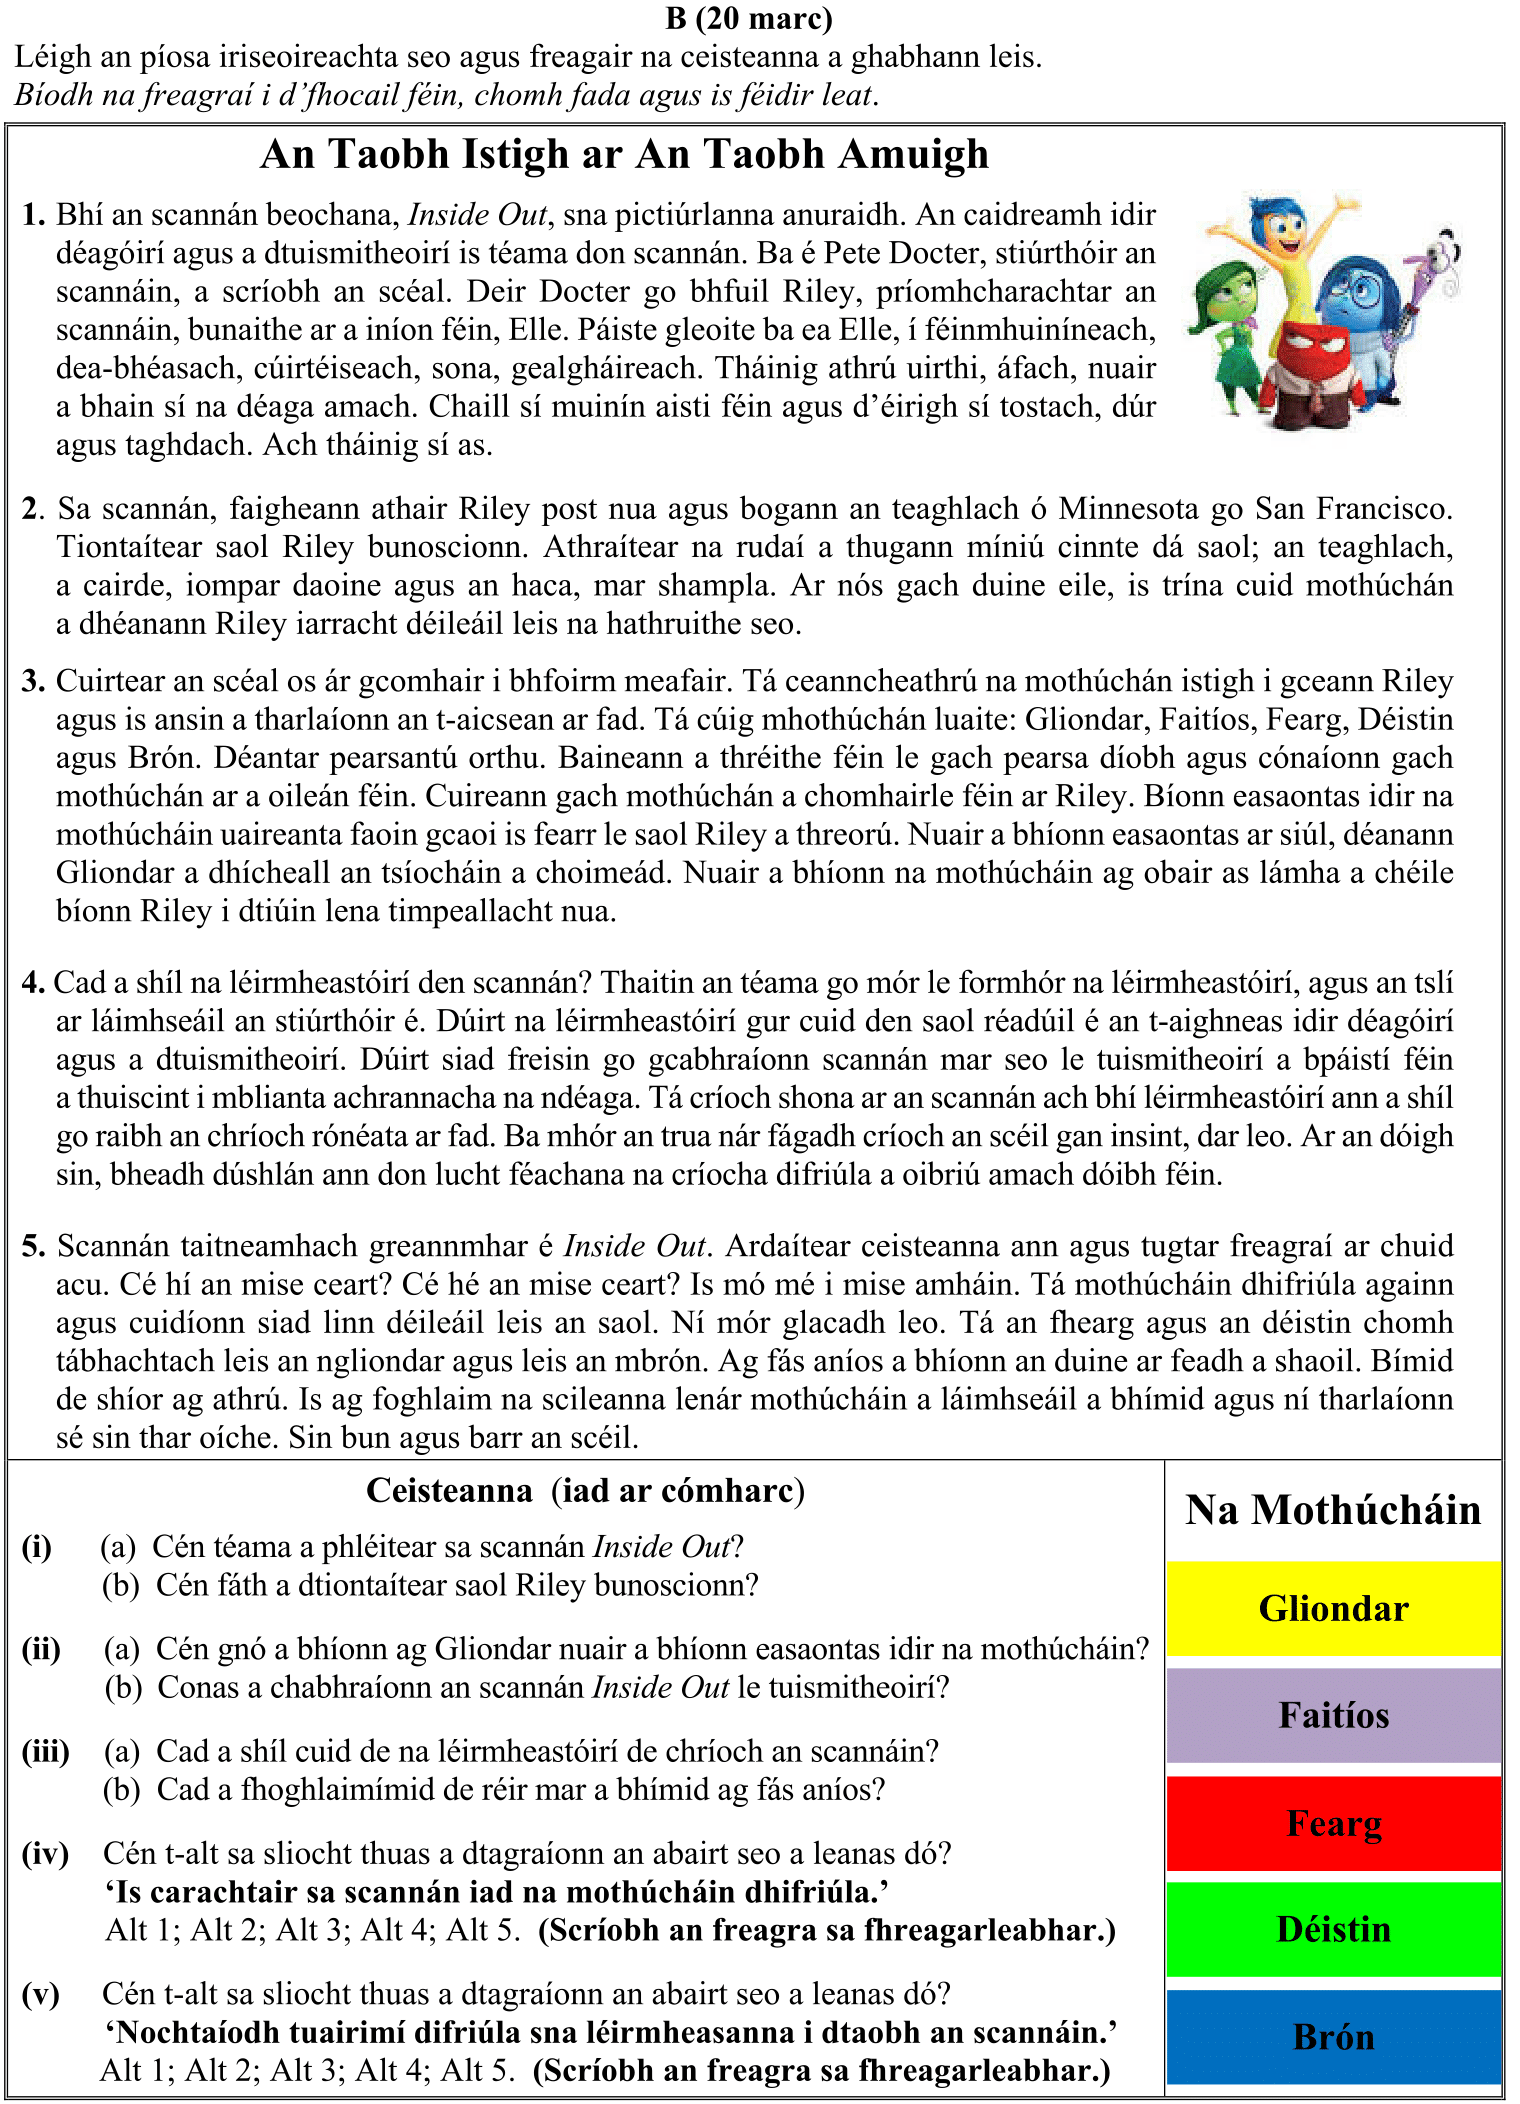 B (20 marc)
Léigh an píosa iriseoireachta seo agus freagair na ceisteanna a ghabhann leis.
Bíodh na freagraí i d’fhocail féin, chomh fada agus is féidir leat.
An Taobh Istigh ar An Taobh Amuigh
1. Bhí an scannán beochana, Inside Out, sna pictiúrlanna anuraidh. An caidreamh idir
déagóirí agus a dtuismitheoirí is téama don scannán. Ba é Pete Docter, stiúrthóir an
scannáin, a scríobh an scéal. Deir Docter go bhfuil Riley, príomhcharachtar an
scannáin, bunaithe ar a iníon féin, Elle. Páiste gleoite ba ea Elle, í féinmhuiníneach,
dea-bhéasach, cúirtéiseach, sona, gealgháireach. Tháinig athrú uirthi, áfach, nuair
a bhain sí na déaga amach. Chaill sí muinín aisti féin agus d’éirigh sí tostach, dúr
agus taghdach. Ach tháinig sí as.
2. Sa scannán, faigheann athair Riley post nua agus bogann an teaghlach ó Minnesota go San Francisco.
Tiontaítear saol Riley bunoscionn. Athraítear na rudaí a thugann míniú cinnte dá saol; an teaghlach,
a cairde, iompar daoine agus an haca, mar shampla. Ar nós gach duine eile, is trína cuid mothúchán
a dhéanann Riley iarracht déileáil leis na hathruithe seo.
3. Cuirtear an scéal os ár gcomhair i bhfoirm meafair. Tá ceanncheathrú na mothúchán istigh i gceann Riley
agus is ansin a tharlaíonn an t-aicsean ar fad. Tá cúig mhothúchán luaite: Gliondar, Faitíos, Fearg, Déistin
agus Brón. Déantar pearsantú orthu. Baineann a thréithe féin le gach pearsa díobh agus cónaíonn gach
mothúchán ar a oileán féin. Cuireann gach mothúchán a chomhairle féin ar Riley. Bíonn easaontas idir na
mothúcháin uaireanta faoin gcaoi is fearr le saol Riley a threorú. Nuair a bhíonn easaontas ar siúl, déanann
Gliondar a dhícheall an tsíocháin a choimeád. Nuair a bhíonn na mothúcháin ag obair as lámha a chéile
bíonn Riley i dtiúin lena timpeallacht nua.
4. Cad a shíl na léirmheastóirí den scannán? Thaitin an téama go mór le formhór na léirmheastóirí, agus an tslí
ar láimhseáil an stiúrthóir é. Dúirt na léirmheastóirí gur cuid den saol réadúil é an t-aighneas idir déagóirí
agus a dtuismitheoirí. Dúirt siad freisin go gcabhraíonn scannán mar seo le tuismitheoirí a bpáistí féin
a thuiscint i mblianta achrannacha na ndéaga. Tá críoch shona ar an scannán ach bhí léirmheastóirí ann a shíl
go raibh an chríoch rónéata ar fad. Ba mhór an trua nár fágadh críoch an scéil gan insint, dar leo. Ar an dóigh
sin, bheadh dúshlán ann don lucht féachana na críocha difriúla a oibriú amach dóibh féin.
5. Scannán taitneamhach greannmhar é Inside Out. Ardaítear ceisteanna ann agus tugtar freagraí ar chuid
acu. Cé hí an mise ceart? Cé hé an mise ceart? Is mó mé i mise amháin. Tá mothúcháin dhifriúla againn
agus cuidíonn siad linn déileáil leis an saol. Ní mór glacadh leo. Tá an fhearg agus an déistin chomh
tábhachtach leis an ngliondar agus leis an mbrón. Ag fás aníos a bhíonn an duine ar feadh a shaoil. Bímid
de shíor ag athrú. Is ag foghlaim na scileanna lenár mothúcháin a láimhseáil a bhímid agus ní tharlaíonn
sé sin thar oíche. Sin bun agus barr an scéil.
Ceisteanna (iad ar cómharc)
(i) (a) Cén téama a phléitear sa scannán Inside Out?
(b) Cén fáth a dtiontaítear saol Riley bunoscionn?
(ii) (a) Cén gnó a bhíonn ag Gliondar nuair a bhíonn easaontas idir na mothúcháin?
(b) Conas a chabhraíonn an scannán Inside Out le tuismitheoirí?
(iii) (a) Cad a shíl cuid de na léirmheastóirí de chríoch an scannáin?
(b) Cad a fhoghlaimímid de réir mar a bhímid ag fás aníos?
(iv) Cén t-alt sa sliocht thuas a dtagraíonn an abairt seo a leanas dó?
‘Is carachtair sa scannán iad na mothúcháin dhifriúla.’
Alt 1; Alt 2; Alt 3; Alt 4; Alt 5. (Scríobh an freagra sa fhreagarleabhar.)
(v) Cén t-alt sa sliocht thuas a dtagraíonn an abairt seo a leanas dó?
‘Nochtaíodh tuairimí difriúla sna léirmheasanna i dtaobh an scannáin.’
Alt 1; Alt 2; Alt 3; Alt 4; Alt 5. (Scríobh an freagra sa fhreagarleabhar.)
Na Mothúcháin
Gliondar
Faitíos
Fearg
Déistin
Brón